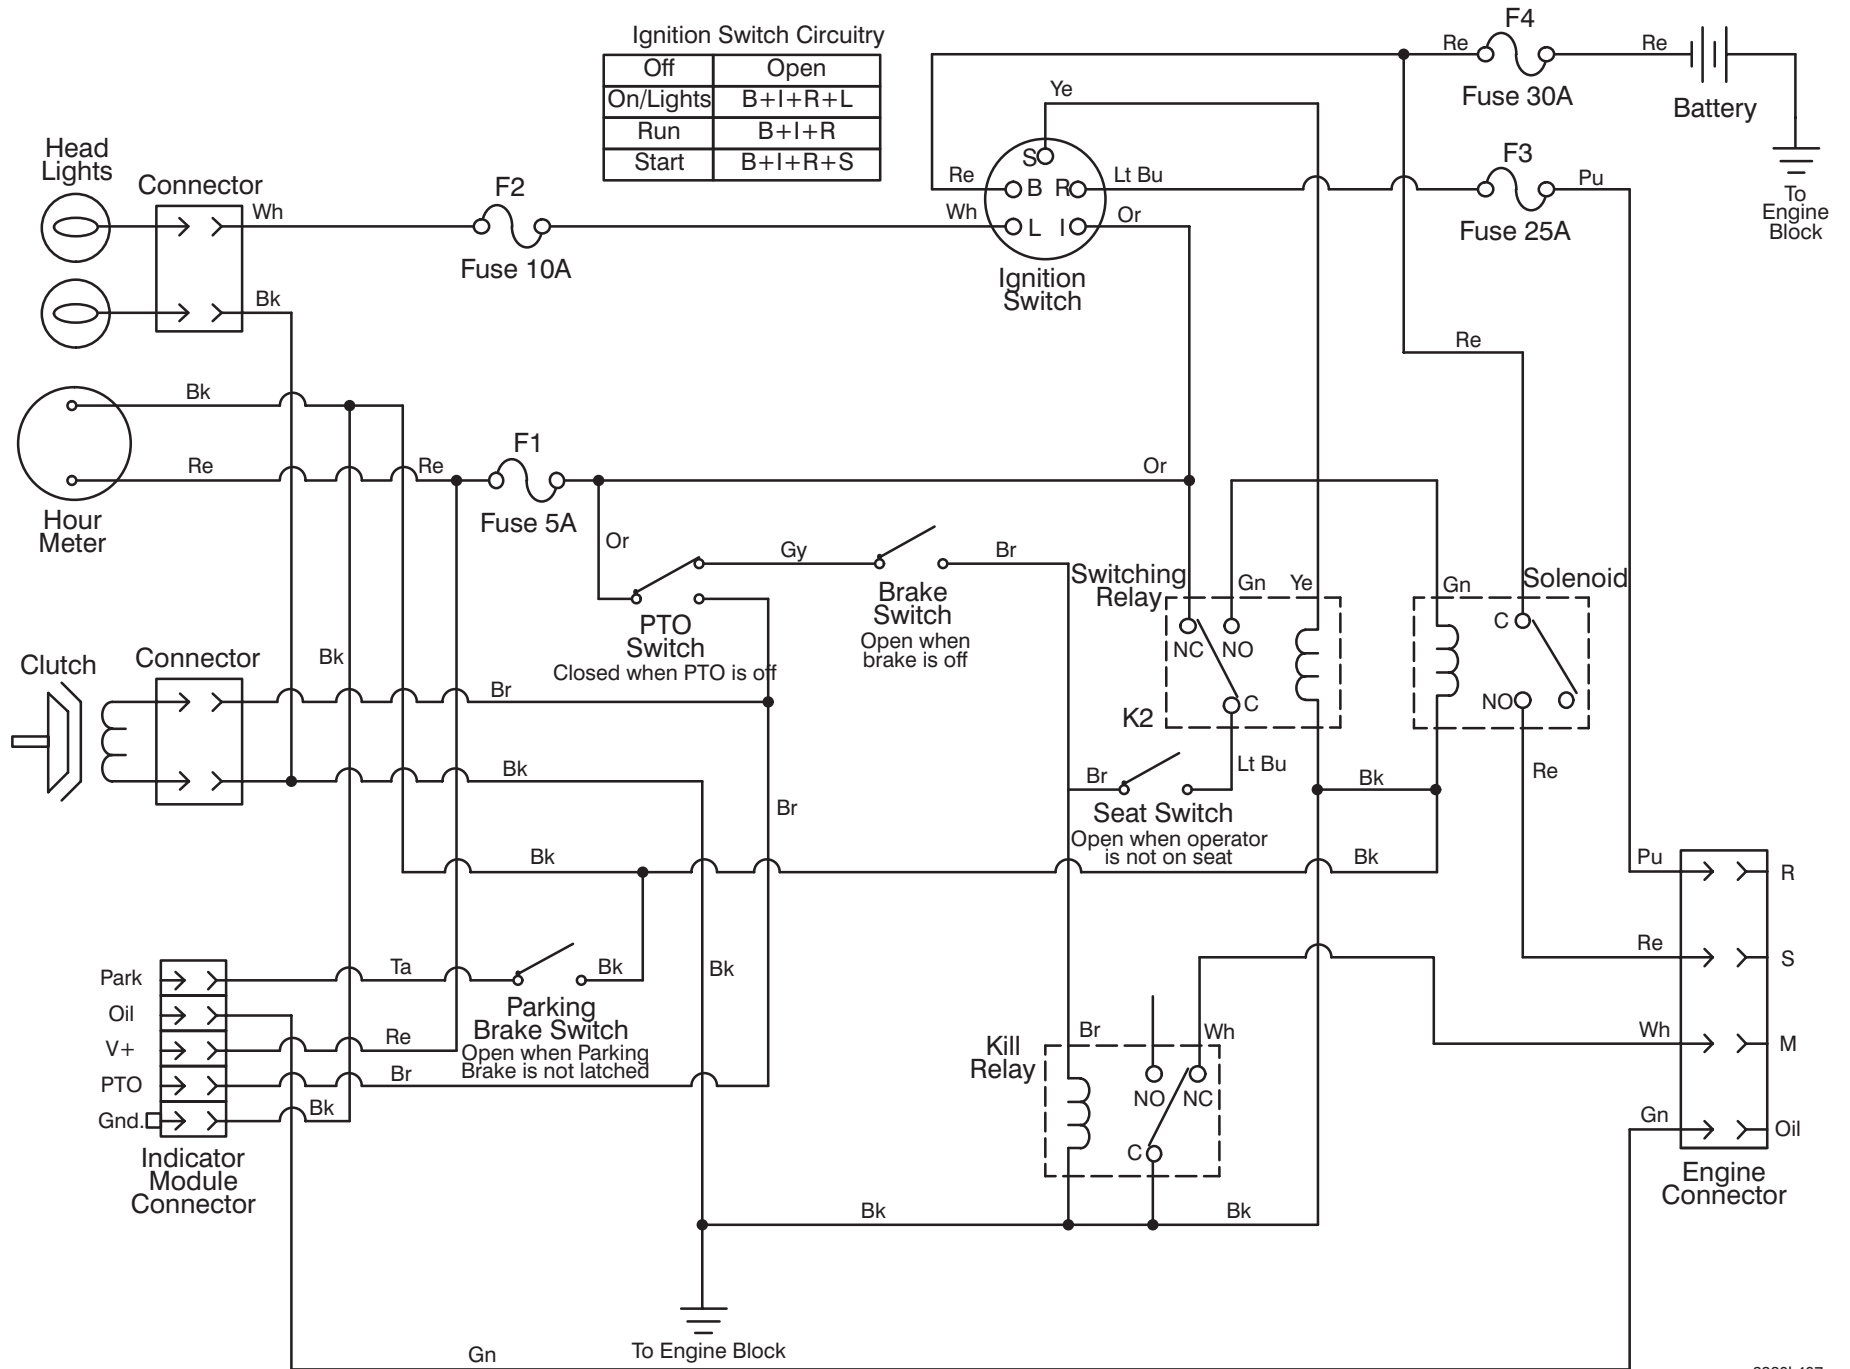 Ignition Switch Circuitry
Off Open
On/Lights B+I+R+L
Run B+I+R
Start B+I+R+S
F4
Re
Re
Fuse 30A
Battery
To
Engine
Block
Ye
Head
Lights
Connector
Wh
F2
Fuse 10A
Wh
Re
S
B
R
L
I
Lt Bu
Or
Ignition
Switch
F3
Pu
Fuse 25A
Bk
Re
Bk
Re
Hour
Meter
Re
F1
Fuse 5A
Or
Or
Gy
Br
PTO
Switch
Closed when PTO is off
Brake
Switch
Open when
brake is off
Switching
Relay
Gn
Ye
NC
NO
C
K2
Gn
Solenoid
C
NO
Clutch
Connector
Bk
Br
Bk
Br
Br
Lt Bu
Seat Switch
Open when operator
is not on seat
Bk
Re
Bk
Bk
Pu
R
Park
Oil
V+
PTO
Gnd.
Ta
Bk
Parking
Brake Switch
Open when Parking
Brake is not latched
Re
Br
Bk
Bk
Indicator
Module
Connector
Kill
Relay
Br
Wh
NO
NC
C
Re
S
Wh
M
Gn
Oil
Engine
Connector
Bk
Bk
To Engine Block
Gn